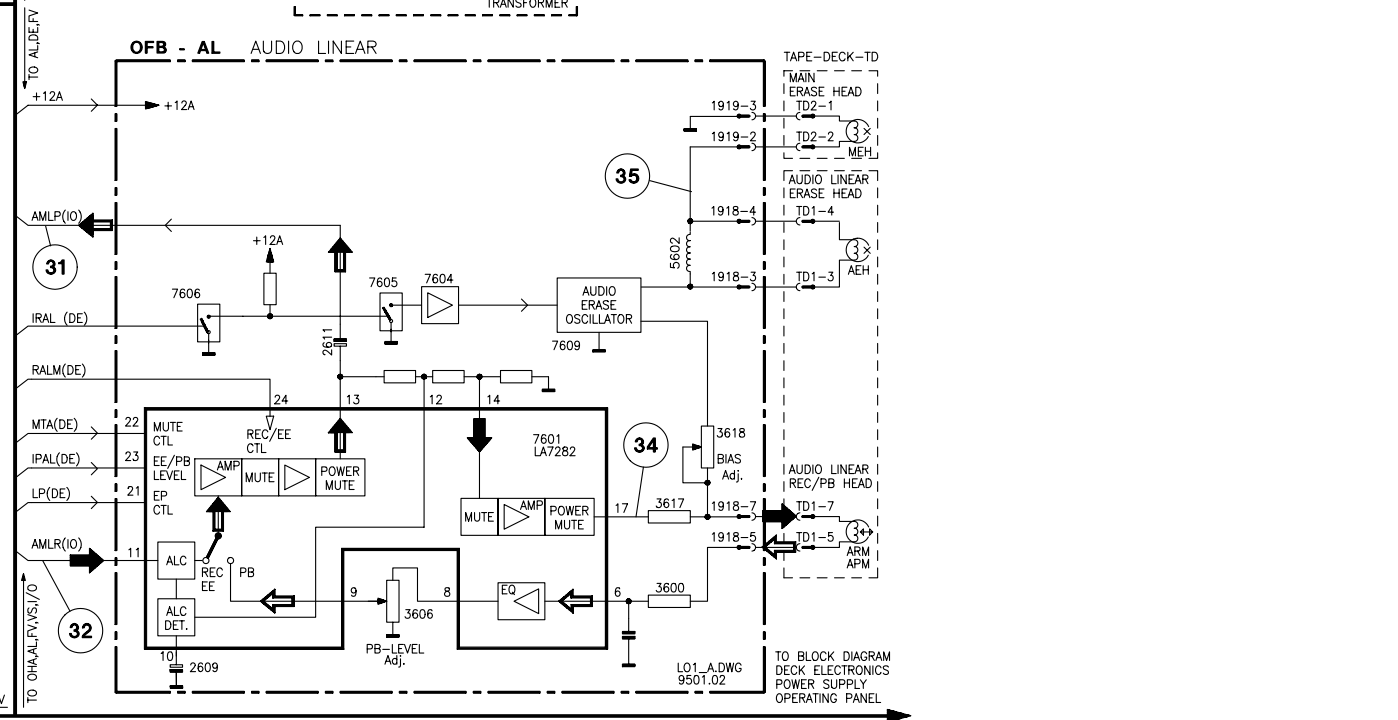 TRANSFORMER
TO AL,DE,FV
OFB - AL AUDIO LINEAR
TAPE-DECK-TD
MAIN
ERASE HEAD
+12A
+12A
1919-3
TD2-1
1919-2
TD2-2
MEH
35
AUDIO LINEAR
ERASE HEAD
AMLP(IO)
31
1918-4
TD1-4
+12A
5602
AEH
7606
7605
7604
AUDIO
ERASE
OSCILLATOR
1918-3
TD1-3
IRAL (DE)
2611
7609
RALM(DE)
24
13
12
14
MTA(DE)
22
MUTE
CTL
REC/EE
CTL
7601
LA7282
34
3618
BIAS
Adj.
IPAL(DE)
23
EE/PB
LEVEL
AMP
MUTE
POWER
MUTE
AUDIO LINEAR
REC/PB HEAD
LP(DE)
21
EP
CTL
MUTE
AMP
POWER
MUTE
17
3617
1918-7
TD1-7
AMLR(IO)
11
ALC
REC
EE
PB
1918-5
TD1-5
ARM
APM
32
ALC
DET.
9
3606
8
EQ
6
3600
PB-LEVEL
Adj.
10
2609
LO1_A.DWG
9501.02
TO OHA,AL,FV,VS,I/O
TO BLOCK DIAGRAM
DECK ELECTRONICS
POWER SUPPLY
OPERATING PANEL
V